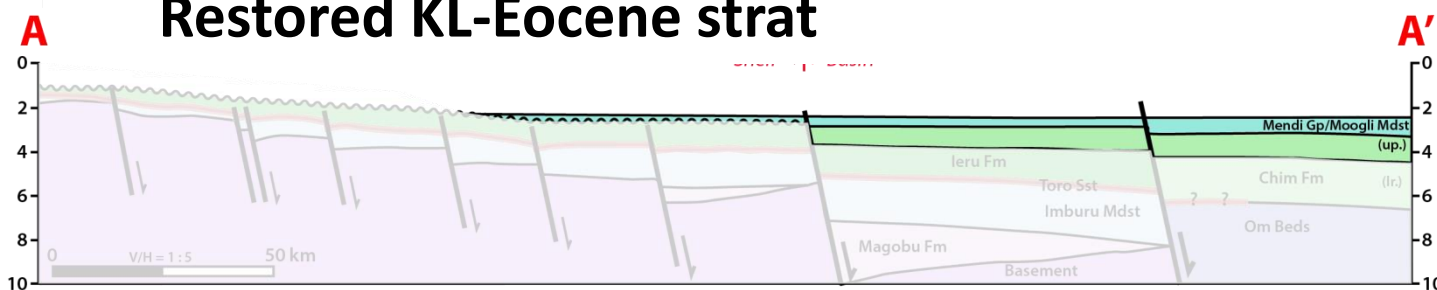 Restored KL-Eocene strat
A
A'
0
0
2
2
Mendi Gp/Moogli Mdst
(up.)
4
4
Ieru Fm
Chim Fm
(lr.)
Toro Sst
6
6
? ?
Imburu Mdst
Om Beds
8
8
Magobu Fm
0
V/H = 1 : 5
50 km
Basement
10